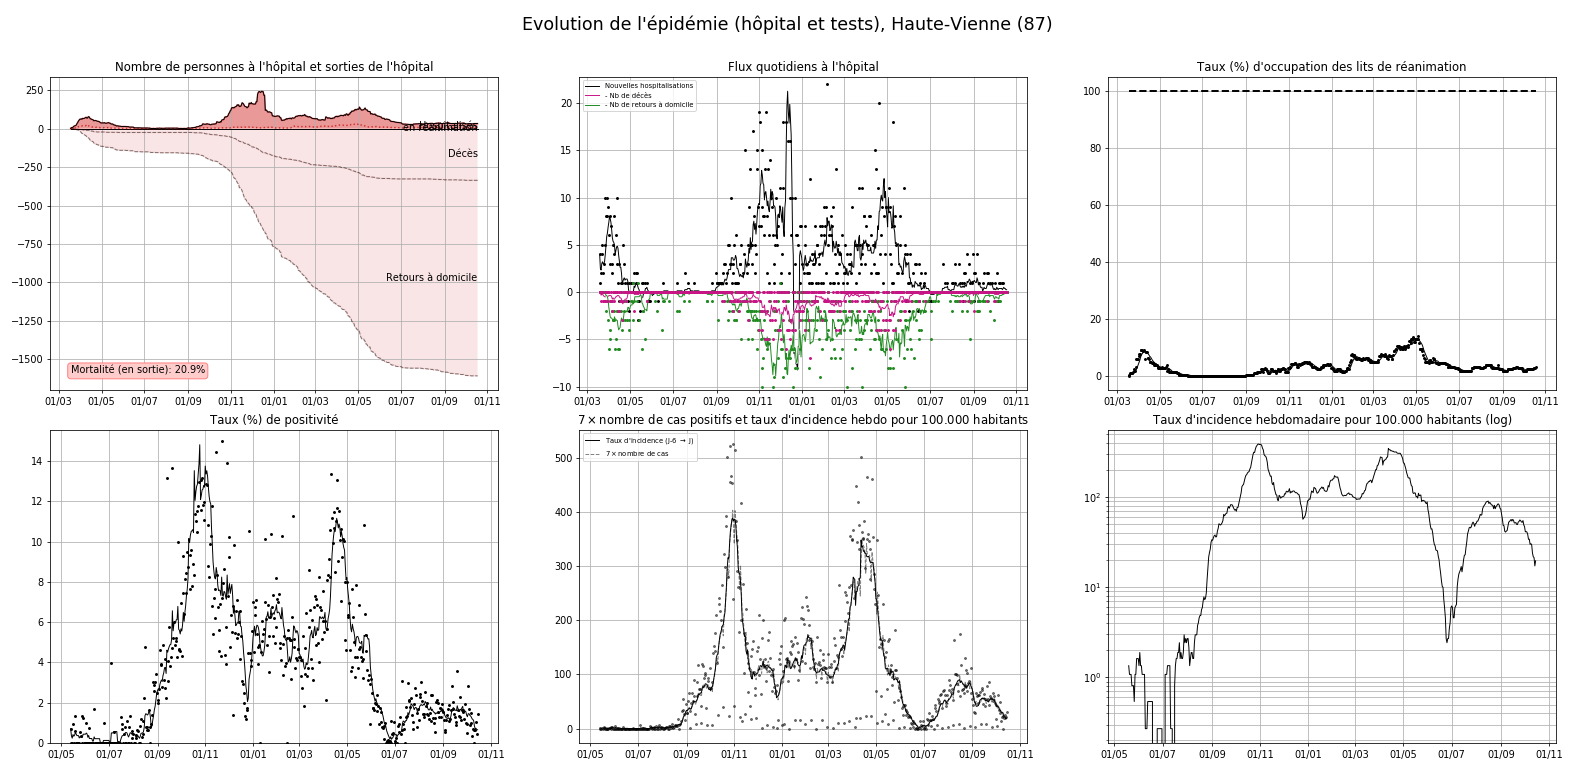 Evolution de l'épidémie (hôpital et tests), Haute-Vienne (87)
Nombre de personnes à l'hôpital et sorties de l'hôpital
250
0
−250
−500
−750
−1000
−1250
−1500
en réanimation
Décès
Retours à domicile
Mortalité (en sortie): 20.9%
01/03 01/05 01/07 01/09 01/11 01/01 01/03 01/05 01/07 01/09 01/11
Flux quotidiens à l'hôpital
Nouvelles hospitalisations
- Nb de décès
- Nb de retours à domicile
20
15
10
5
0
−5
−10
01/03 01/05 01/07 01/09 01/11 01/01 01/03 01/05 01/07 01/09 01/11
Taux (%) d'occupation des lits de réanimation
100
80
60
40
20
0
01/03 01/05 01/07 01/09 01/11 01/01 01/03 01/05 01/07 01/09 01/11
Taux (%) de positivité
14
12
10
8
6
4
2
0
01/05 01/07 01/09 01/11 01/01 01/03 01/05 01/07 01/09 01/11
7 × nombre de cas positifs et taux d'incidence hebdo pour 100.000 habitants
Taux d'incidence (J-6 → J)
7 × nombre de cas
500
400
300
200
100
0
01/05 01/07 01/09 01/11 01/01 01/03 01/05 01/07 01/09 01/11
Taux d'incidence hebdomadaire pour 100.000 habitants (log)
10²
10¹
10⁰
01/05 01/07 01/09 01/11 01/01 01/03 01/05 01/07 01/09 01/11